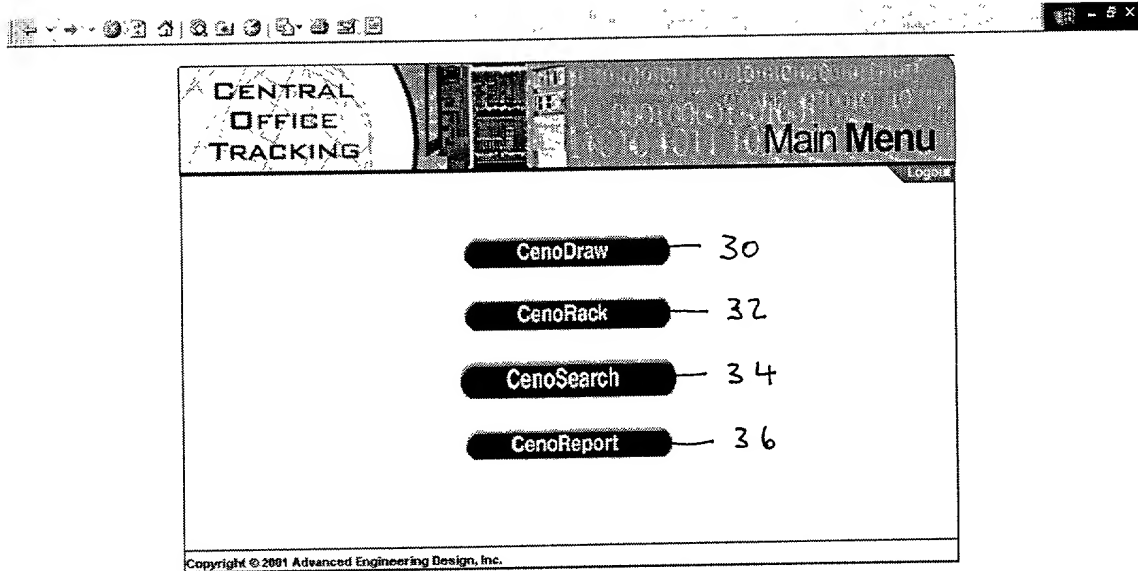 CENTRAL
OFFICE
TRACKING
Main Menu
Logout
CenoDraw 30
CenoRack 32
CenoSearch 34
CenoReport 36
Copyright © 2001 Advanced Engineering Design, Inc.